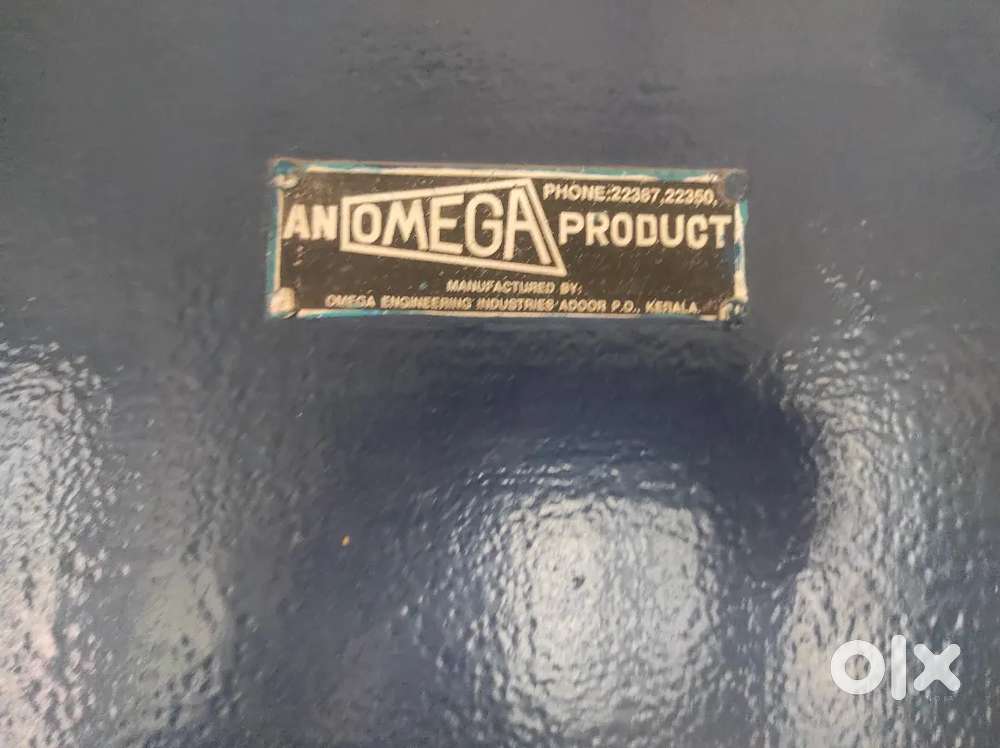 PHONE:22387,22350,
AN OMEGA PRODUCT
MANUFACTURED BY:
OMEGA ENGINEERING INDUSTRIES ADOOR P.O., KERALA.
olx